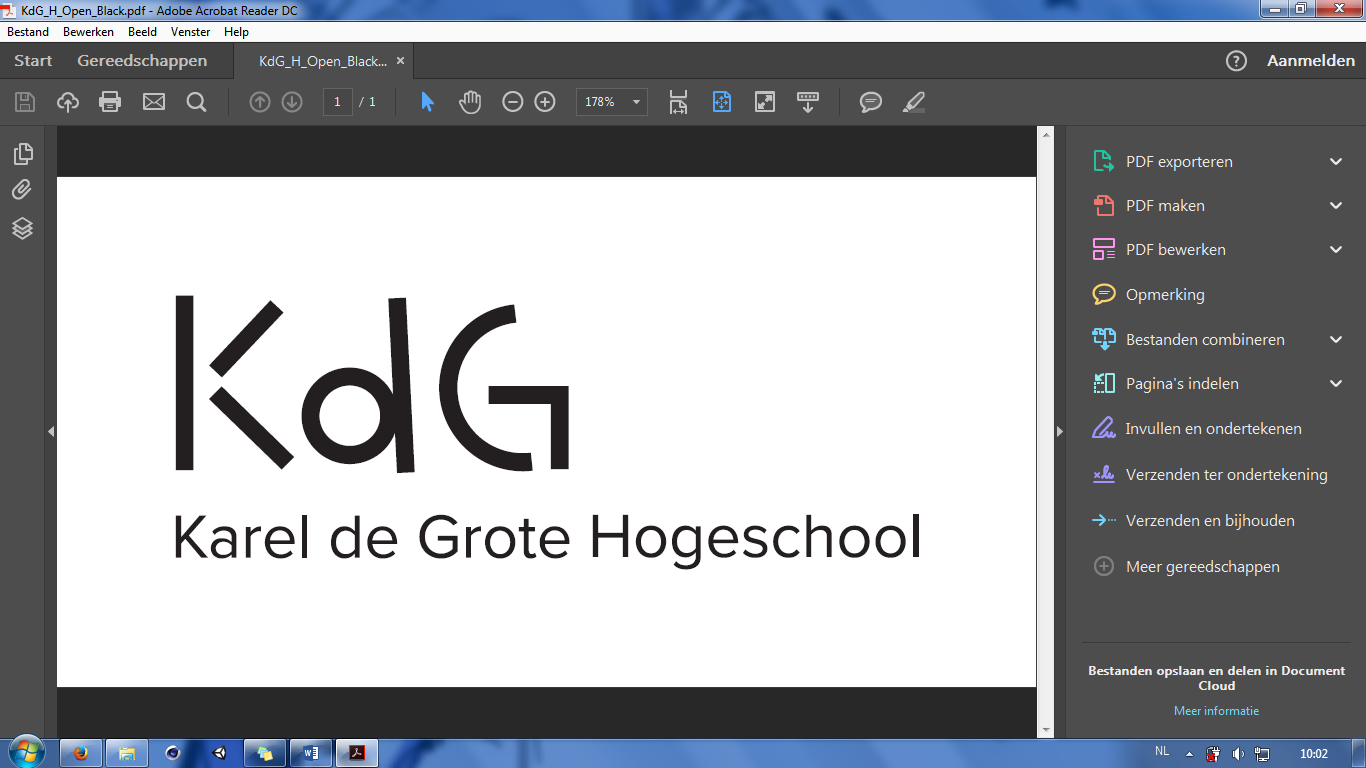 KdG_H_Open_Black.pdf - Adobe Acrobat Reader DC
Bestand Bewerken Beeld Venster Help
Start Gereedschappen KdG_H_Open_Black... × ? Aanmelden
1 / 1 178%
KdG
Karel de Grote Hogeschool
PDF exporteren
PDF maken
PDF bewerken
Opmerking
Bestanden combineren
Pagina's indelen
Invullen en ondertekenen
Verzenden ter ondertekening
Verzenden en bijhouden
Meer gereedschappen
Bestanden opslaan en delen in Document
Cloud
Meer informatie
NL 10:02